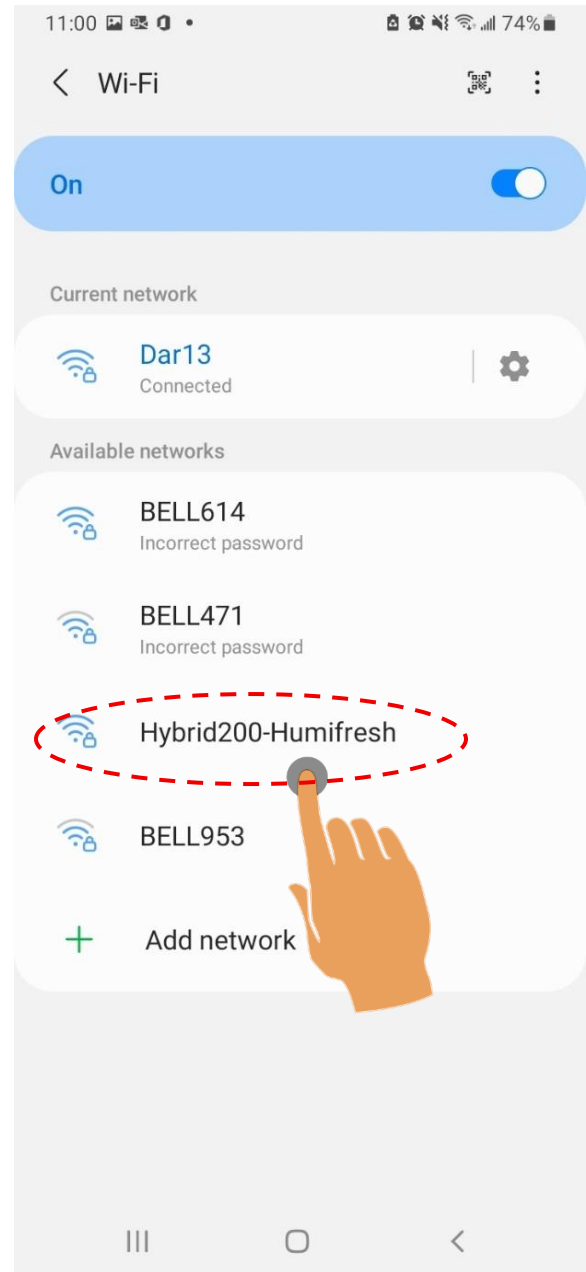 11:00 74%
Wi-Fi
On
Current network
Dar13
Connected
Available networks
BELL614
Incorrect password
BELL471
Incorrect password
Hybrid200-Humifresh
BELL953
Add network